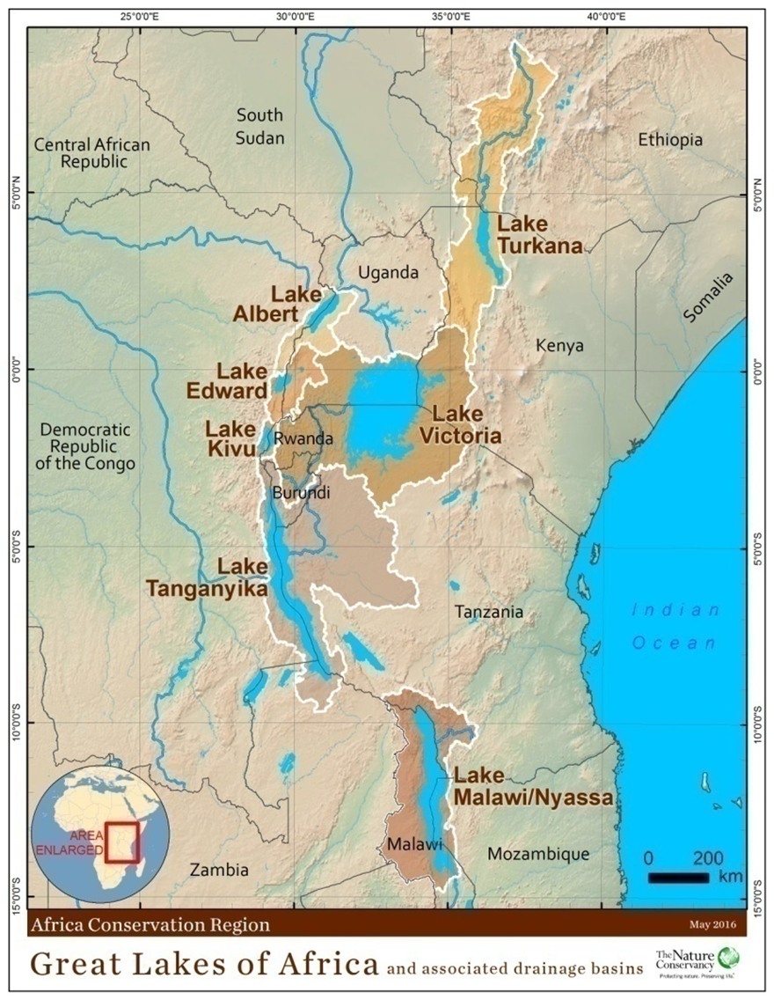 25°0'0"E
30°0'0"E
35°0'0"E
40°0'0"E
South
Sudan
Central African
Republic
Ethiopia
5°0'0"N
5°0'0"N
Lake
Turkana
Uganda
Somalia
Lake
Albert
Kenya
0°0'0"
0°0'0"
Lake
Edward
Lake
Victoria
Lake
Kivu
Rwanda
Democratic
Republic
of the Congo
Burundi
5°0'0"S
5°0'0"S
Lake
Tanganyika
Tanzania
Indian
Ocean
10°0'0"S
10°0'0"S
Lake
Malawi/Nyassa
AREA
ENLARGED
Malawi
Mozambique
Zambia
0 200
km
15°0'0"S
15°0'0"S
Africa Conservation Region
May 2016
Great Lakes of Africa and associated drainage basins
The Nature
Conservancy
Protecting nature. Preserving life.